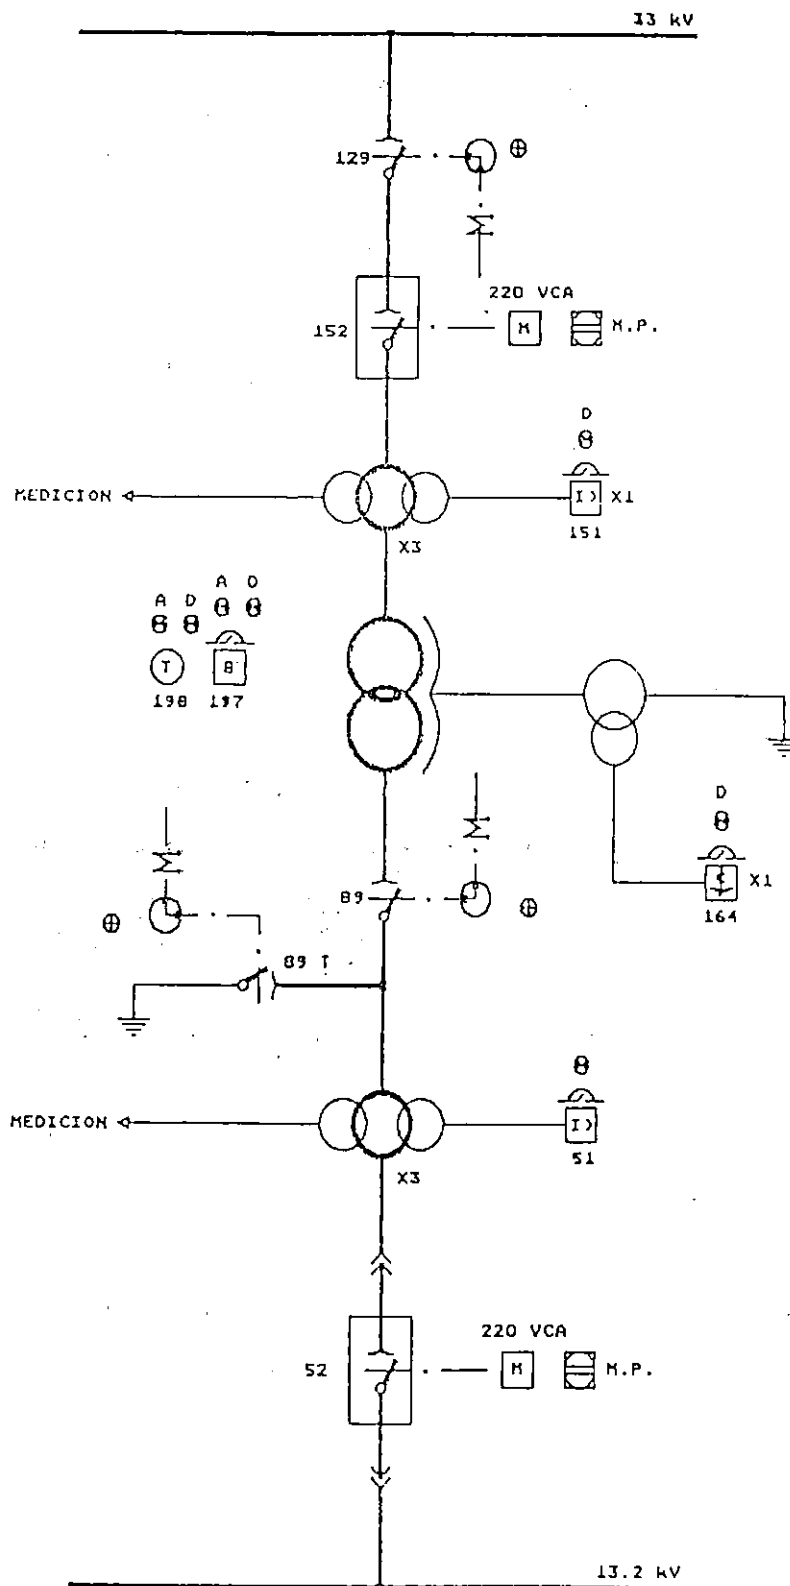 33 kV
129
220 VCA
152
M
M.P.
D
MEDICION
I>
X1
151
X3
A D
A D
T
B
198
197
D
X1
164
89
89 T
MEDICION
I>
51
X3
220 VCA
52
M
M.P.
13.2 kV